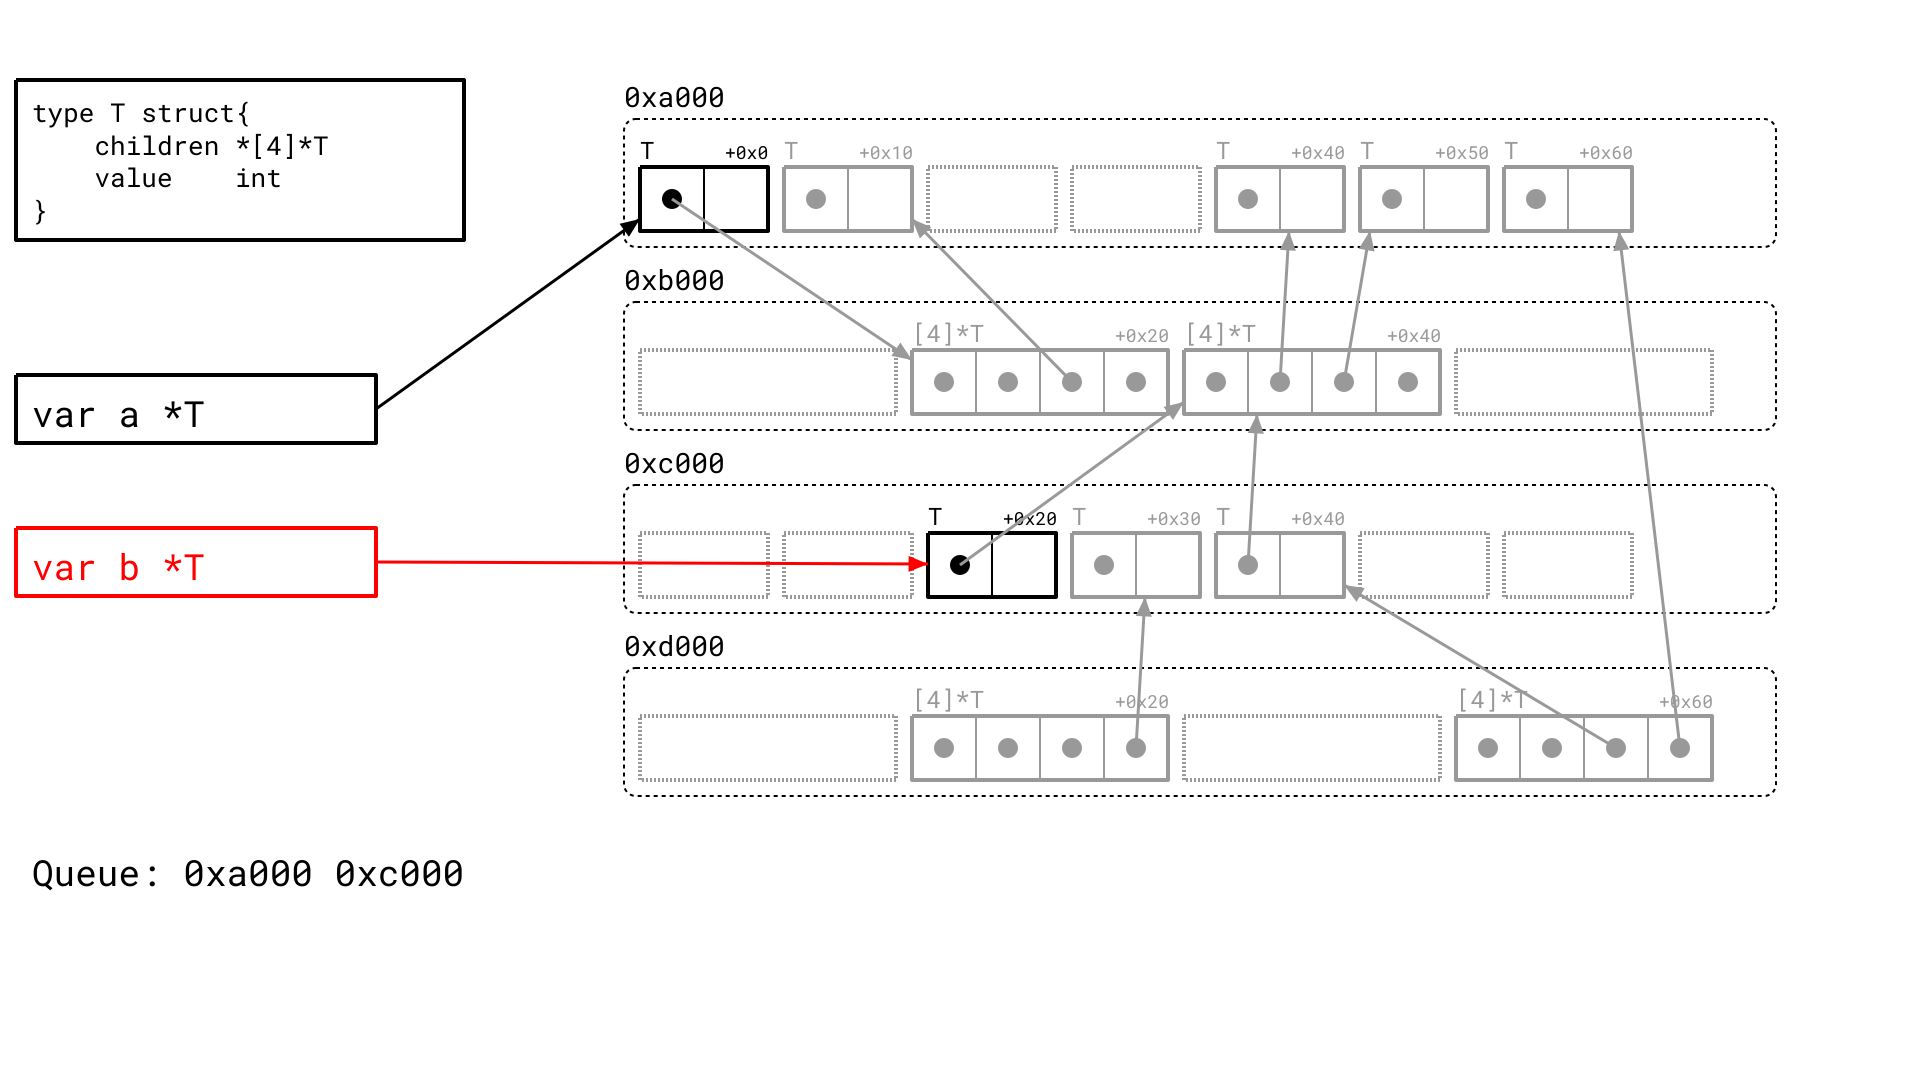 type T struct{
    children *[4]*T
    value    int
}
var a *T
var b *T
0xa000
T +0x0 T +0x10 T +0x40 T +0x50 T +0x60
0xb000
[4]*T +0x20 [4]*T +0x40
0xc000
T +0x20 T +0x30 T +0x40
0xd000
[4]*T +0x20 [4]*T +0x60
Queue: 0xa000 0xc000